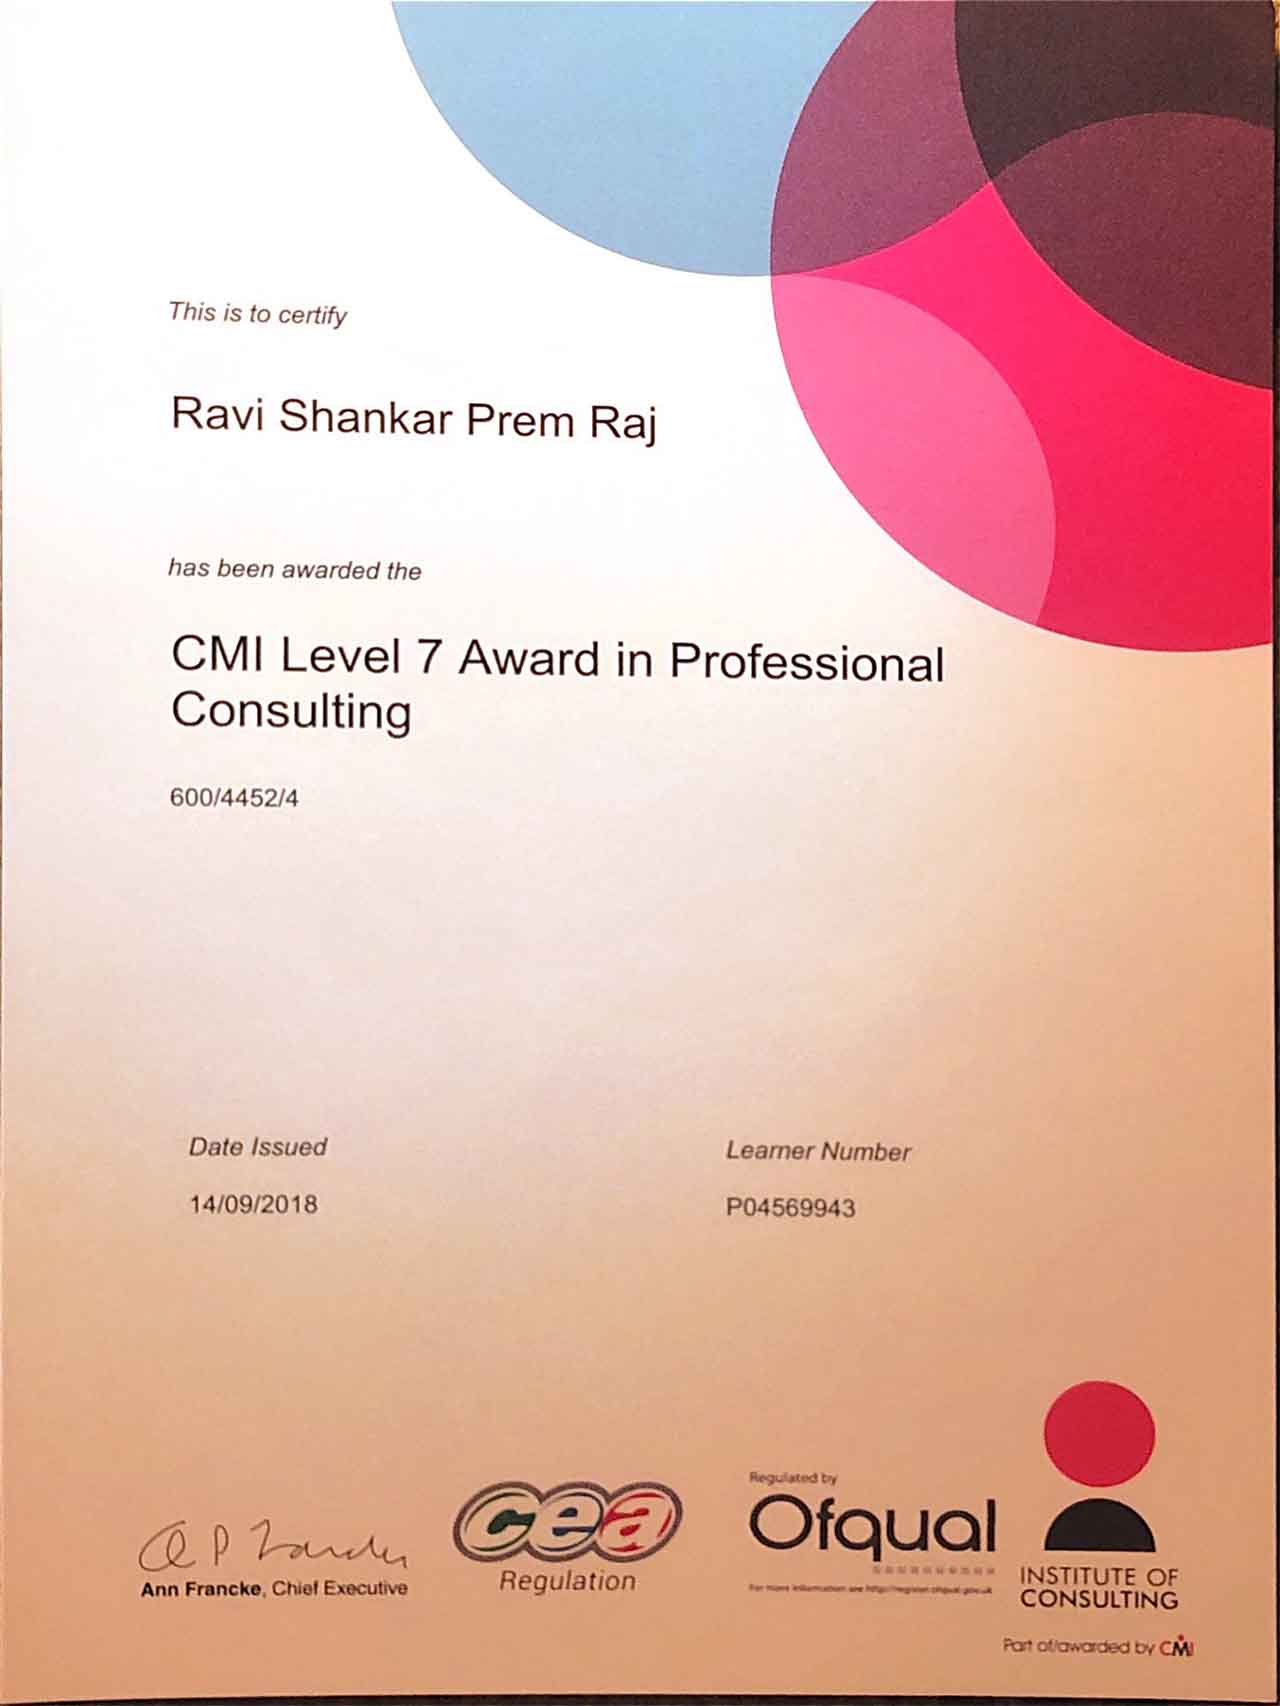 This is to certify
Ravi Shankar Prem Raj
has been awarded the
CMI Level 7 Award in Professional
Consulting
600/4452/4
Date Issued
Learner Number
14/09/2018
P04569943
Ann Francke, Chief Executive
cea
Regulation
Regulated by
Ofqual
For more information see http://register.ofqual.gov.uk
INSTITUTE OF
CONSULTING
Part of/awarded by CMI